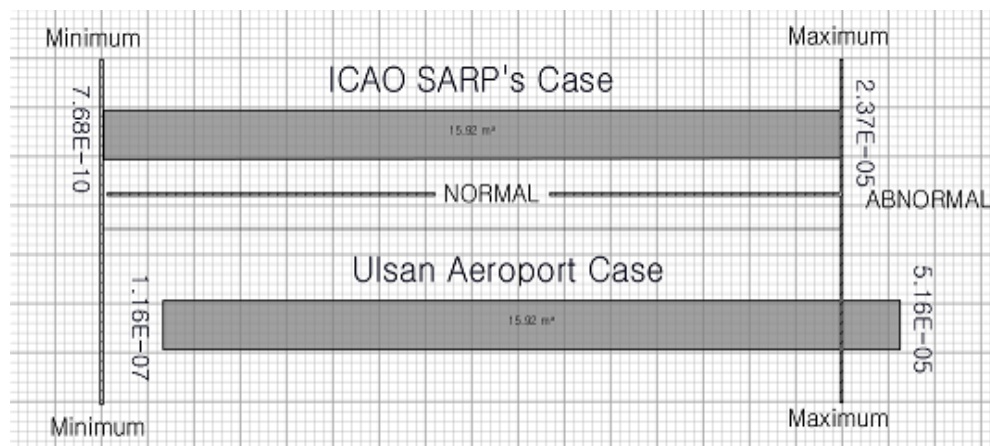 Minimum
Maximum
ICAO SARP's Case
7.68E-10
15.92 m²
2.37E-05
NORMAL
ABNORMAL
Ulsan Aeroport Case
1.16E-07
15.92 m²
5.16E-05
Minimum
Maximum